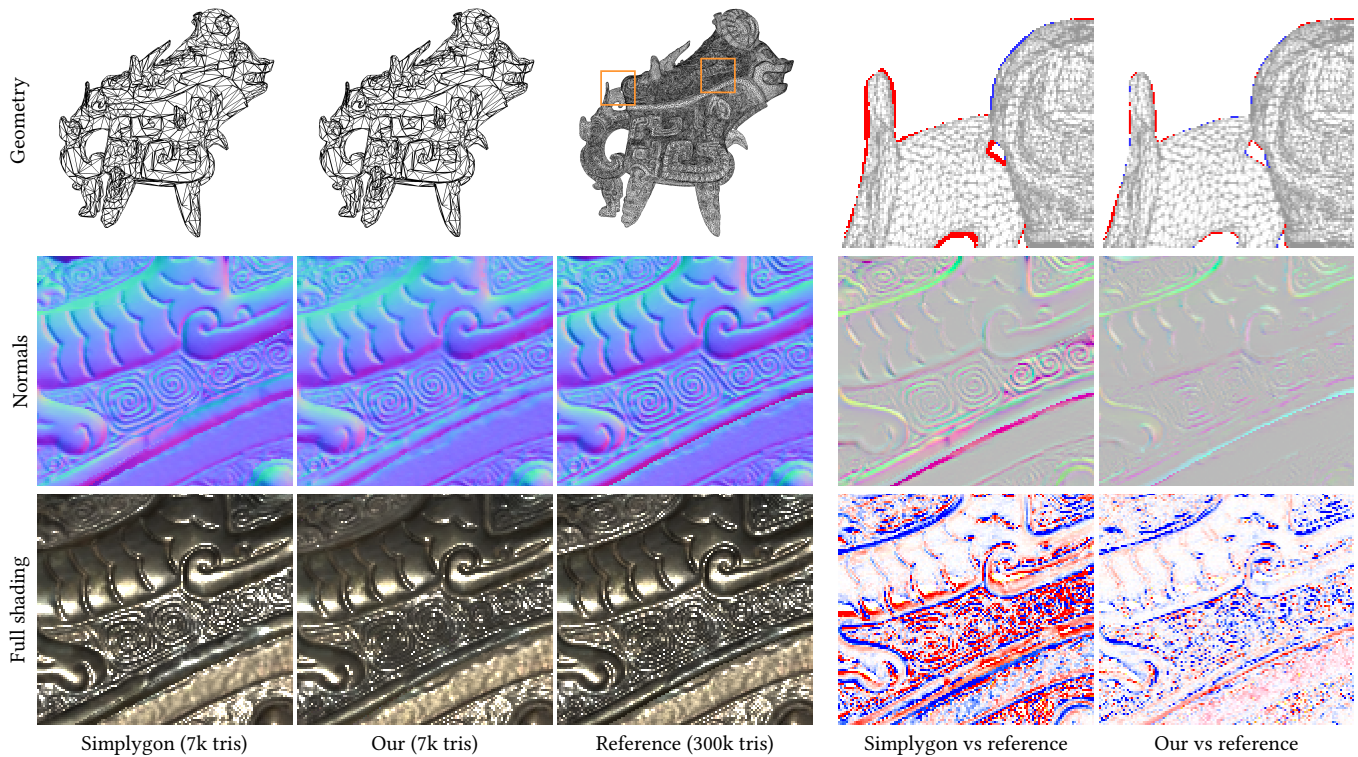 Geometry
Normals
Full shading
Simplygon (7k tris)
Our (7k tris)
Reference (300k tris)
Simplygon vs reference
Our vs reference